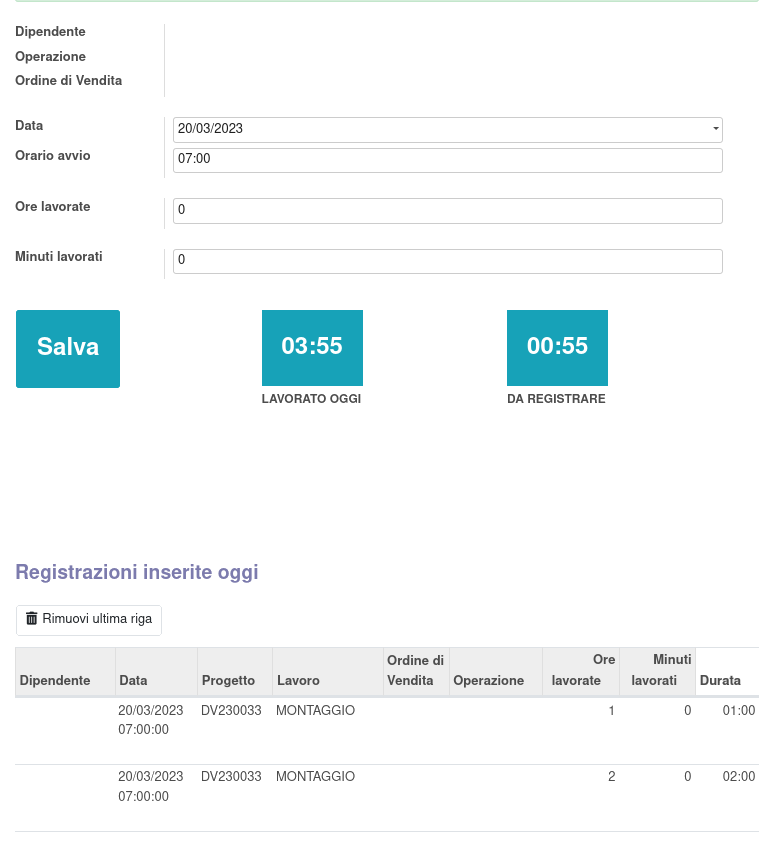 Dipendente
Operazione
Ordine di Vendita
Data 20/03/2023
Orario avvio 07:00
Ore lavorate 0
Minuti lavorati 0
Salva 03:55 00:55
LAVORATO OGGI DA REGISTRARE
Registrazioni inserite oggi
Rimuovi ultima riga
Dipendente Data Progetto Lavoro Ordine di Vendita Operazione Ore lavorate Minuti lavorati Durata
20/03/2023 DV230033 MONTAGGIO 1 0 01:00
07:00:00
20/03/2023 DV230033 MONTAGGIO 2 0 02:00
07:00:00